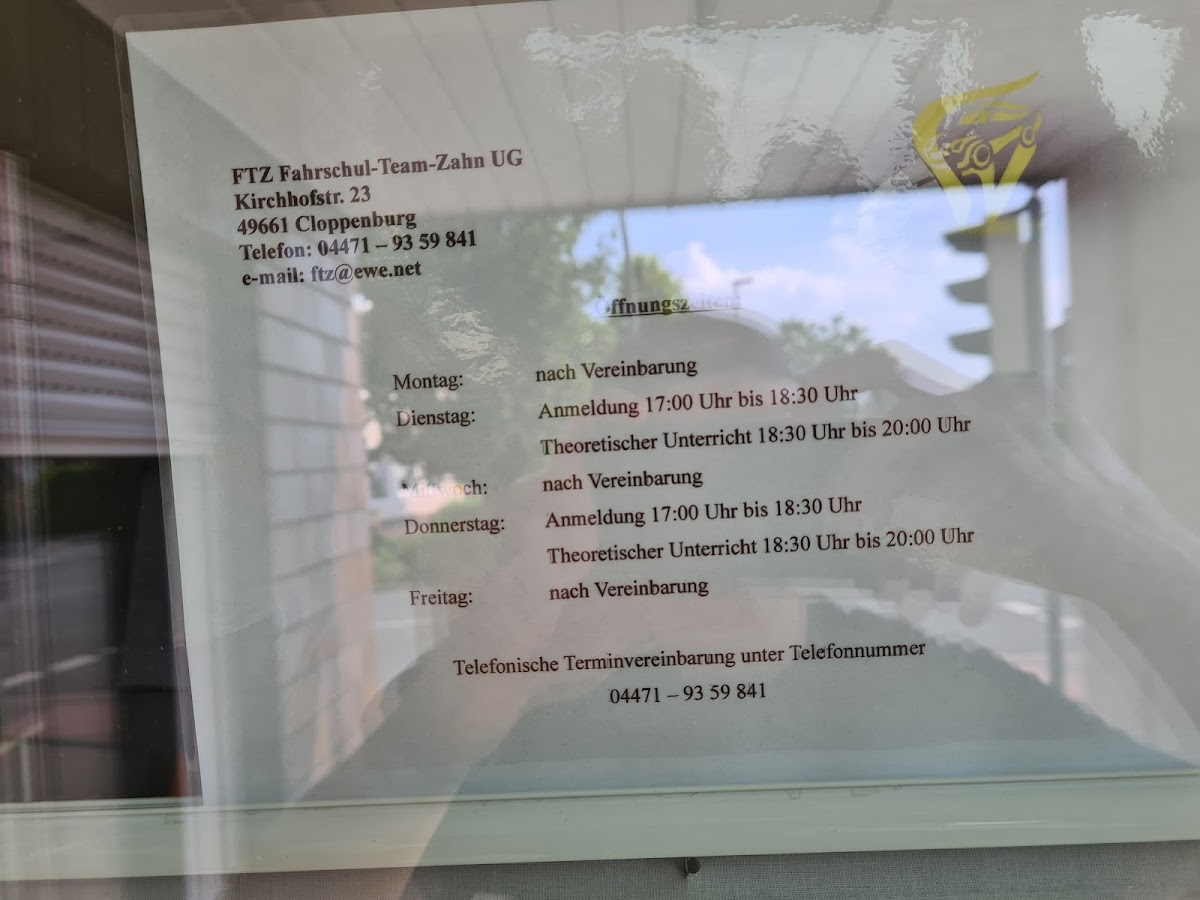 FTZ Fahrschul-Team-Zahn UG
Kirchhofstr. 23
49661 Cloppenburg
Telefon: 04471 – 93 59 841
e-mail: ftz@ewe.net
Öffnungszeiten:
Montag: nach Vereinbarung
Dienstag: Anmeldung 17:00 Uhr bis 18:30 Uhr
Theoretischer Unterricht 18:30 Uhr bis 20:00 Uhr
Mittwoch: nach Vereinbarung
Donnerstag: Anmeldung 17:00 Uhr bis 18:30 Uhr
Theoretischer Unterricht 18:30 Uhr bis 20:00 Uhr
Freitag: nach Vereinbarung
Telefonische Terminvereinbarung unter Telefonnummer
04471 – 93 59 841